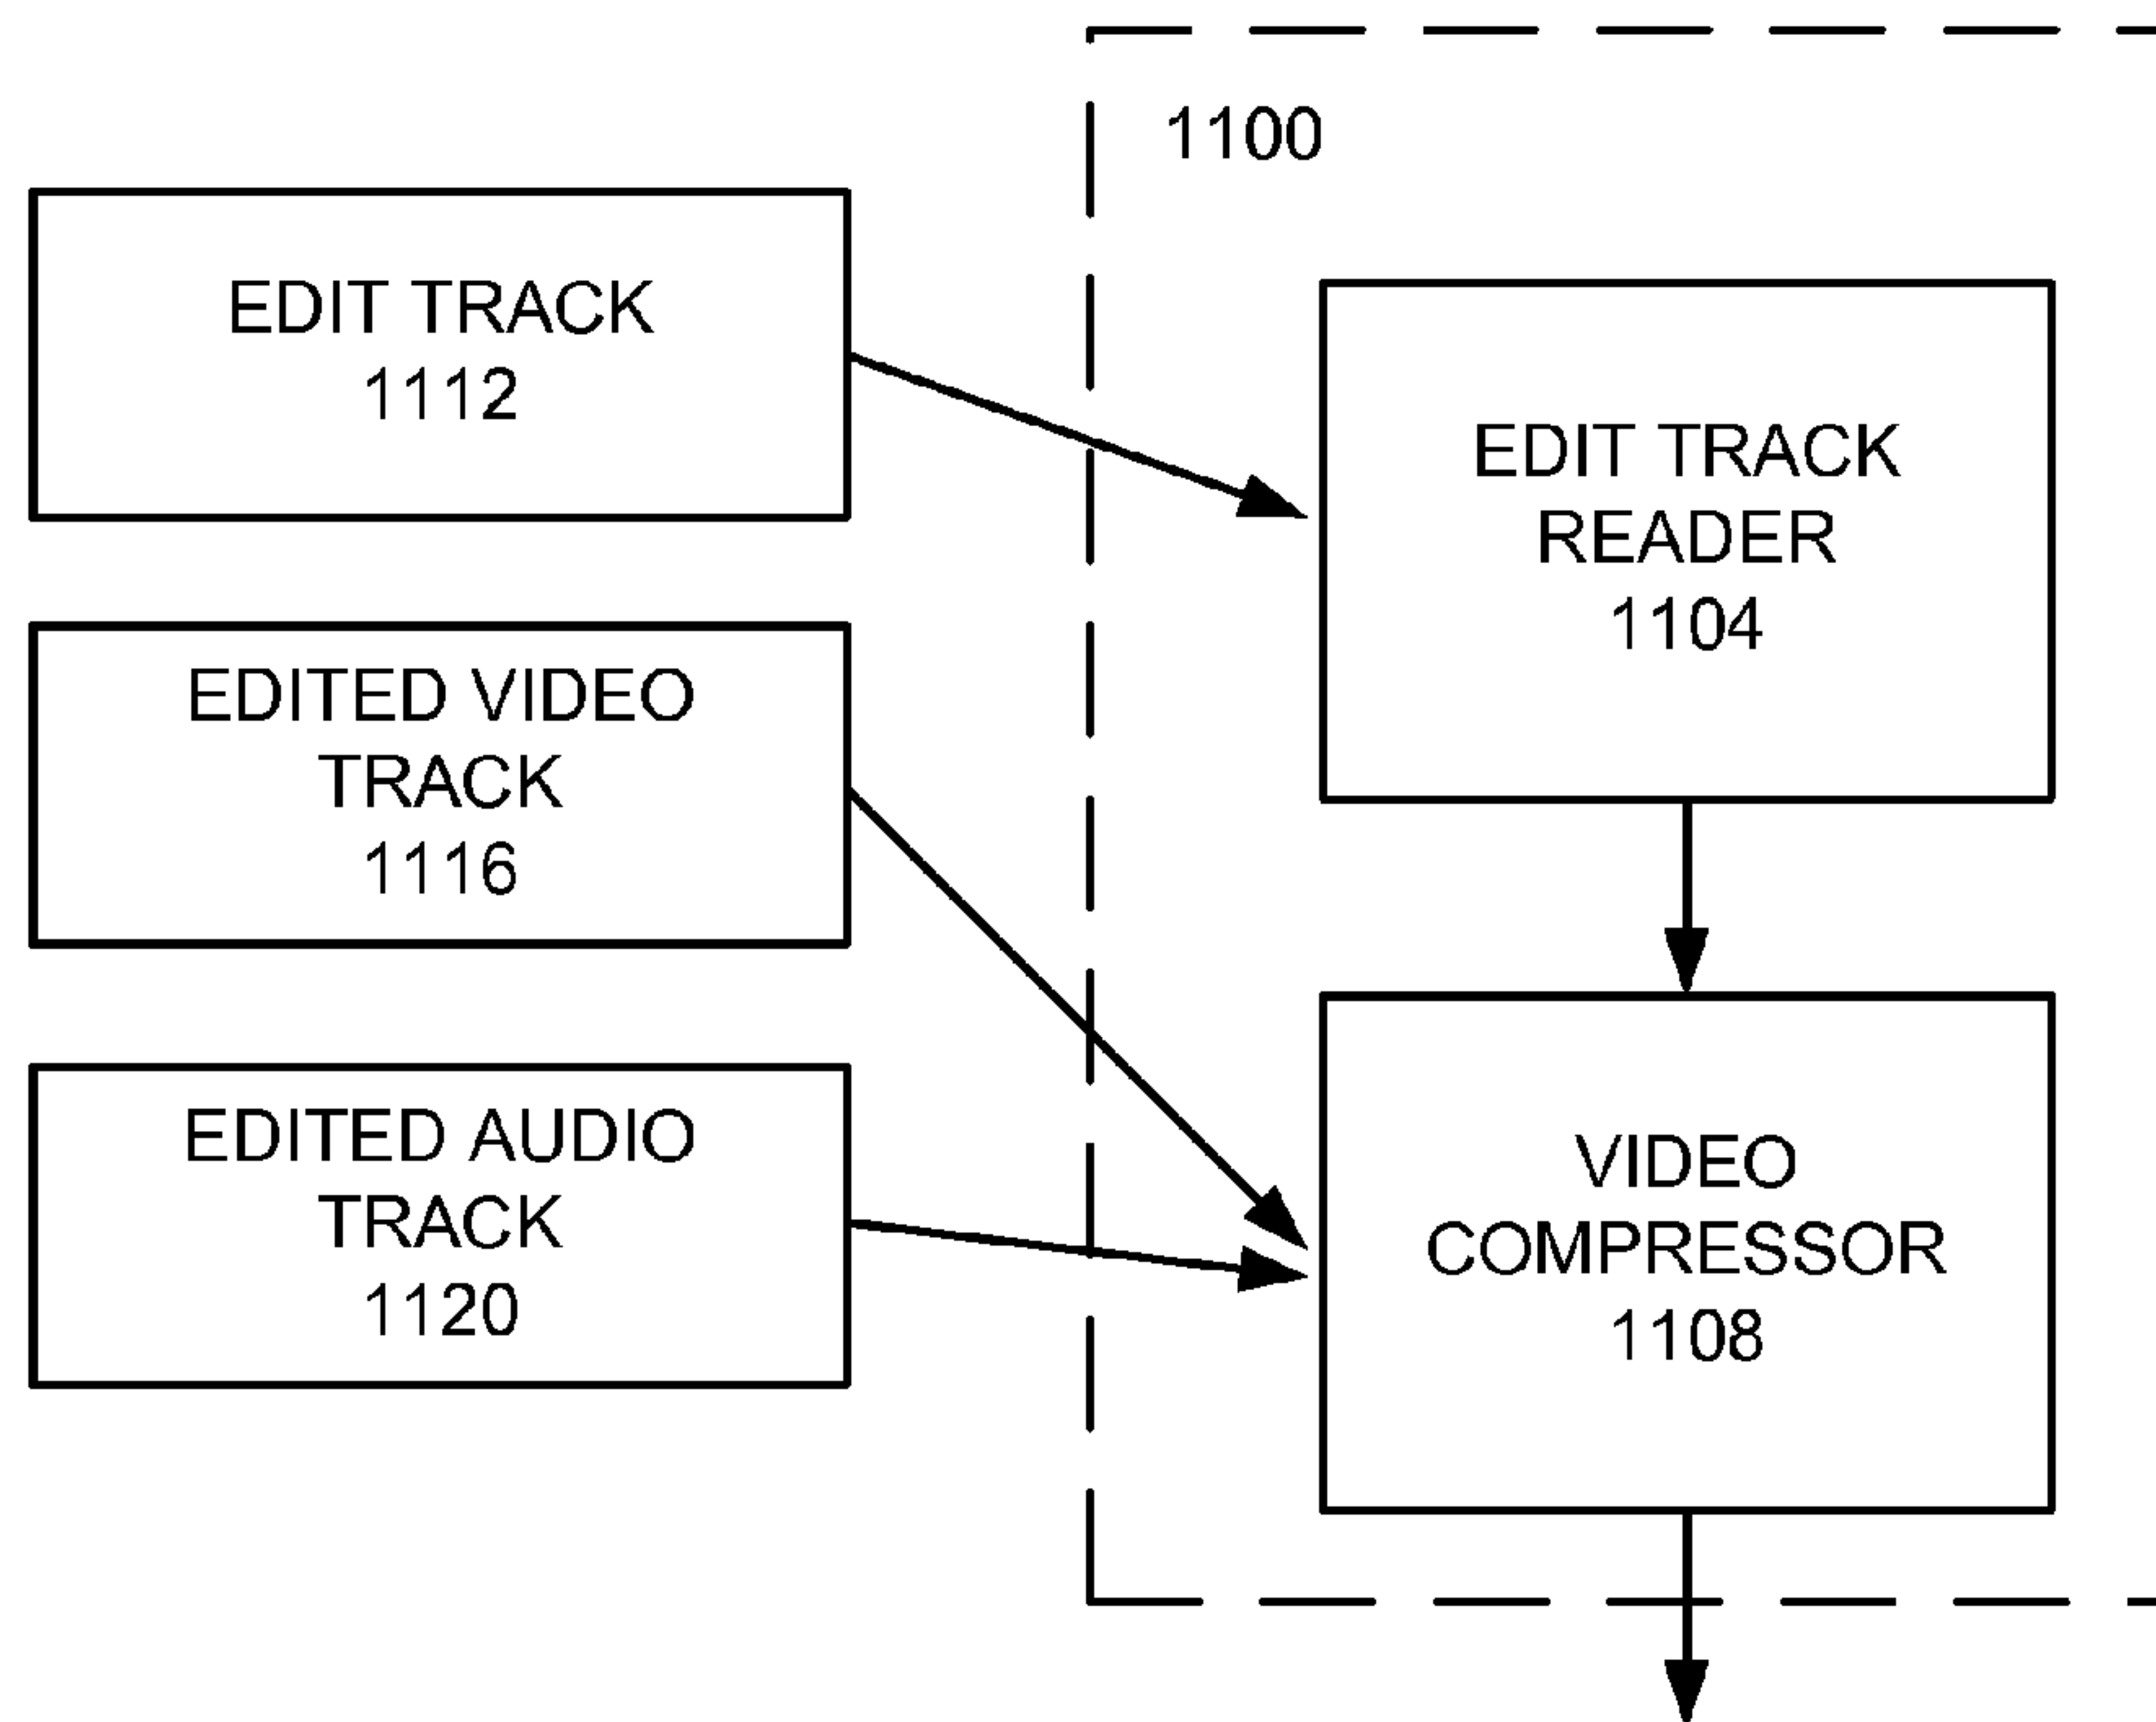 1100
EDIT TRACK
1112
EDIT TRACK
READER
1104
EDITED VIDEO
TRACK
1116
EDITED AUDIO
TRACK
1120
VIDEO
COMPRESSOR
1108